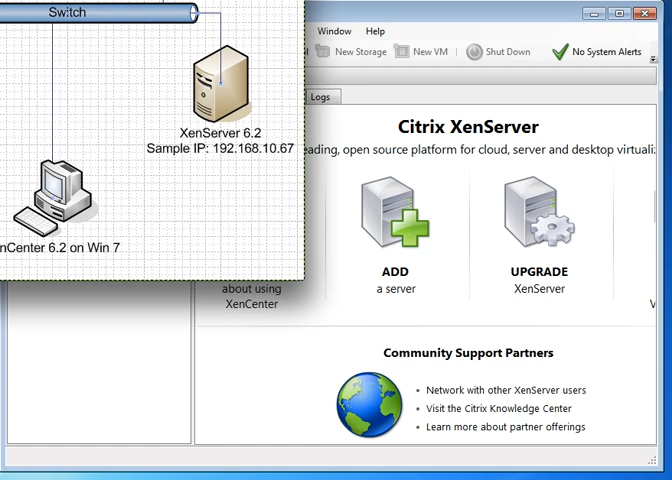 Switch
XenServer 6.2
Sample IP: 192.168.10.67
nCenter 6.2 on Win 7
Window Help
New Storage New VM Shut Down No System Alerts
Logs
Citrix XenServer
eading, open source platform for cloud, server and desktop virtualiz
ADD
a server
UPGRADE
XenServer
about using
XenCenter
V
Community Support Partners
• Network with other XenServer users
• Visit the Citrix Knowledge Center
• Learn more about partner offerings